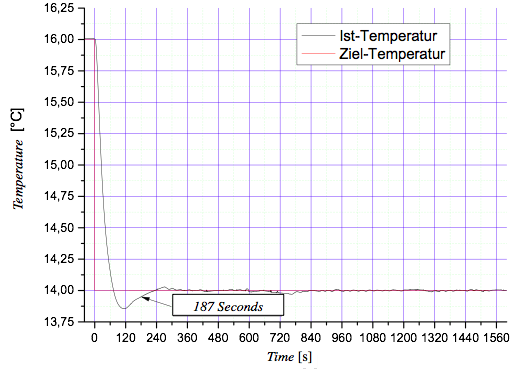 16,25
16,00
15,75
15,50
15,25
15,00
14,75
14,50
14,25
14,00
13,75
Temperature [°C]
Ist-Temperatur
Ziel-Temperatur
187 Seconds
0 120 240 360 480 600 720 840 960 1080 1200 1320 1440 1560
Time [s]